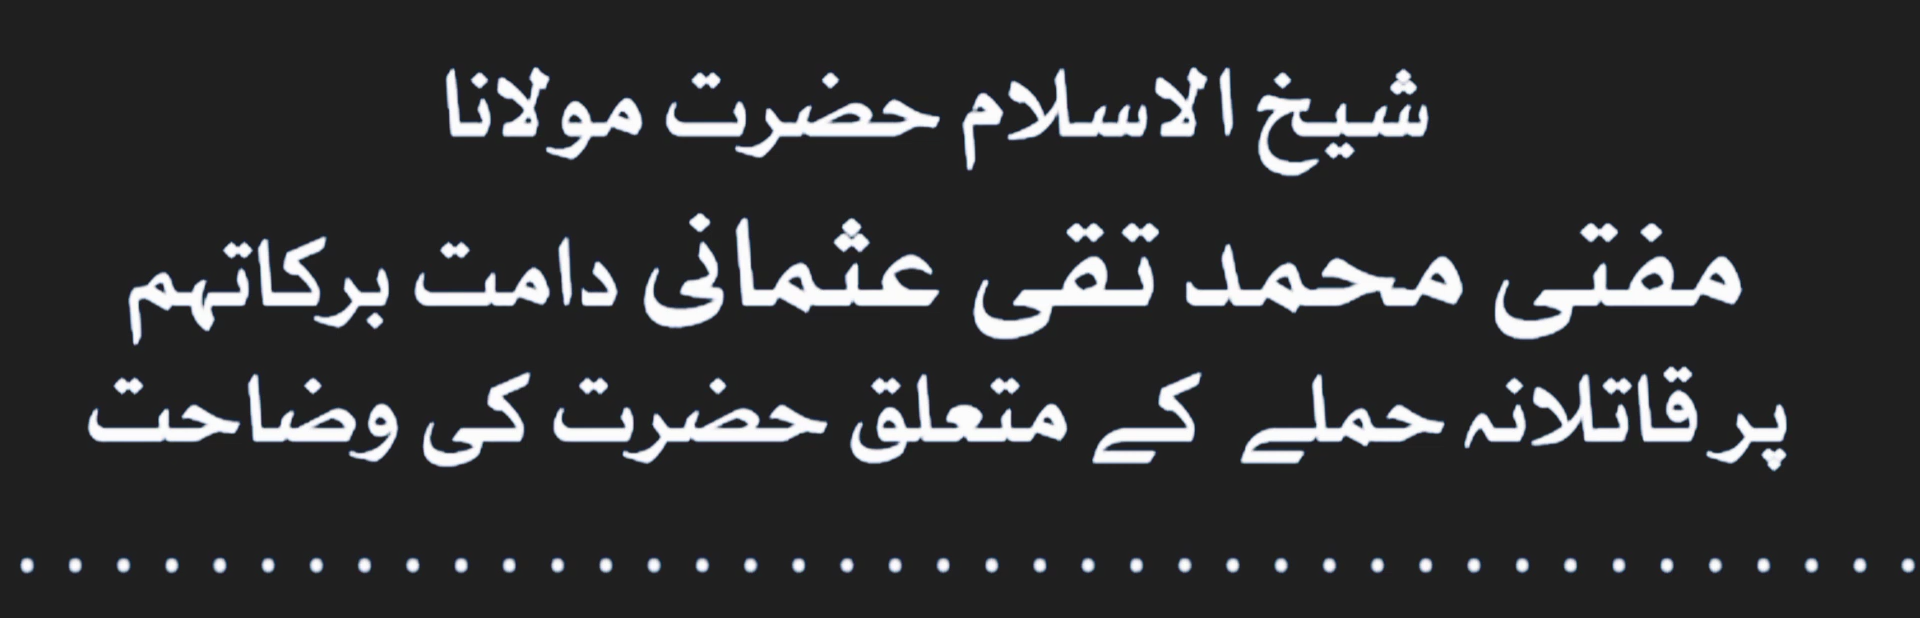 شیخ الاسلام حضرت مولانا
مفتی محمد تقی عثمانی دامت برکاتہم
پر قاتلانہ حملے کے متعلق حضرت کی وضاحت